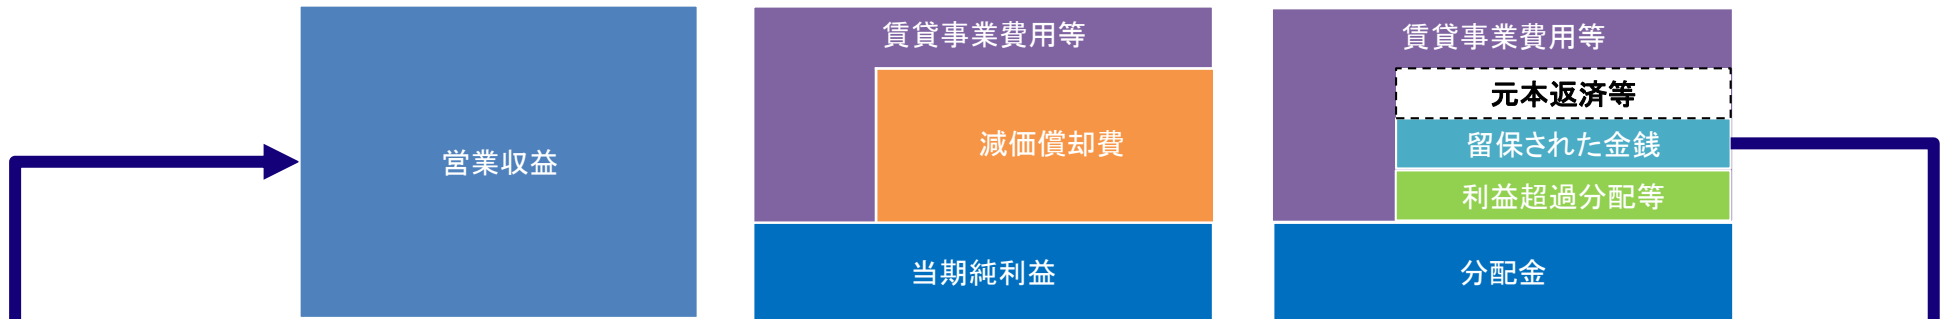 営業収益
賃貸事業費用等
減価償却費
当期純利益
賃貸事業費用等
元本返済等
留保された金銭
利益超過分配等
分配金